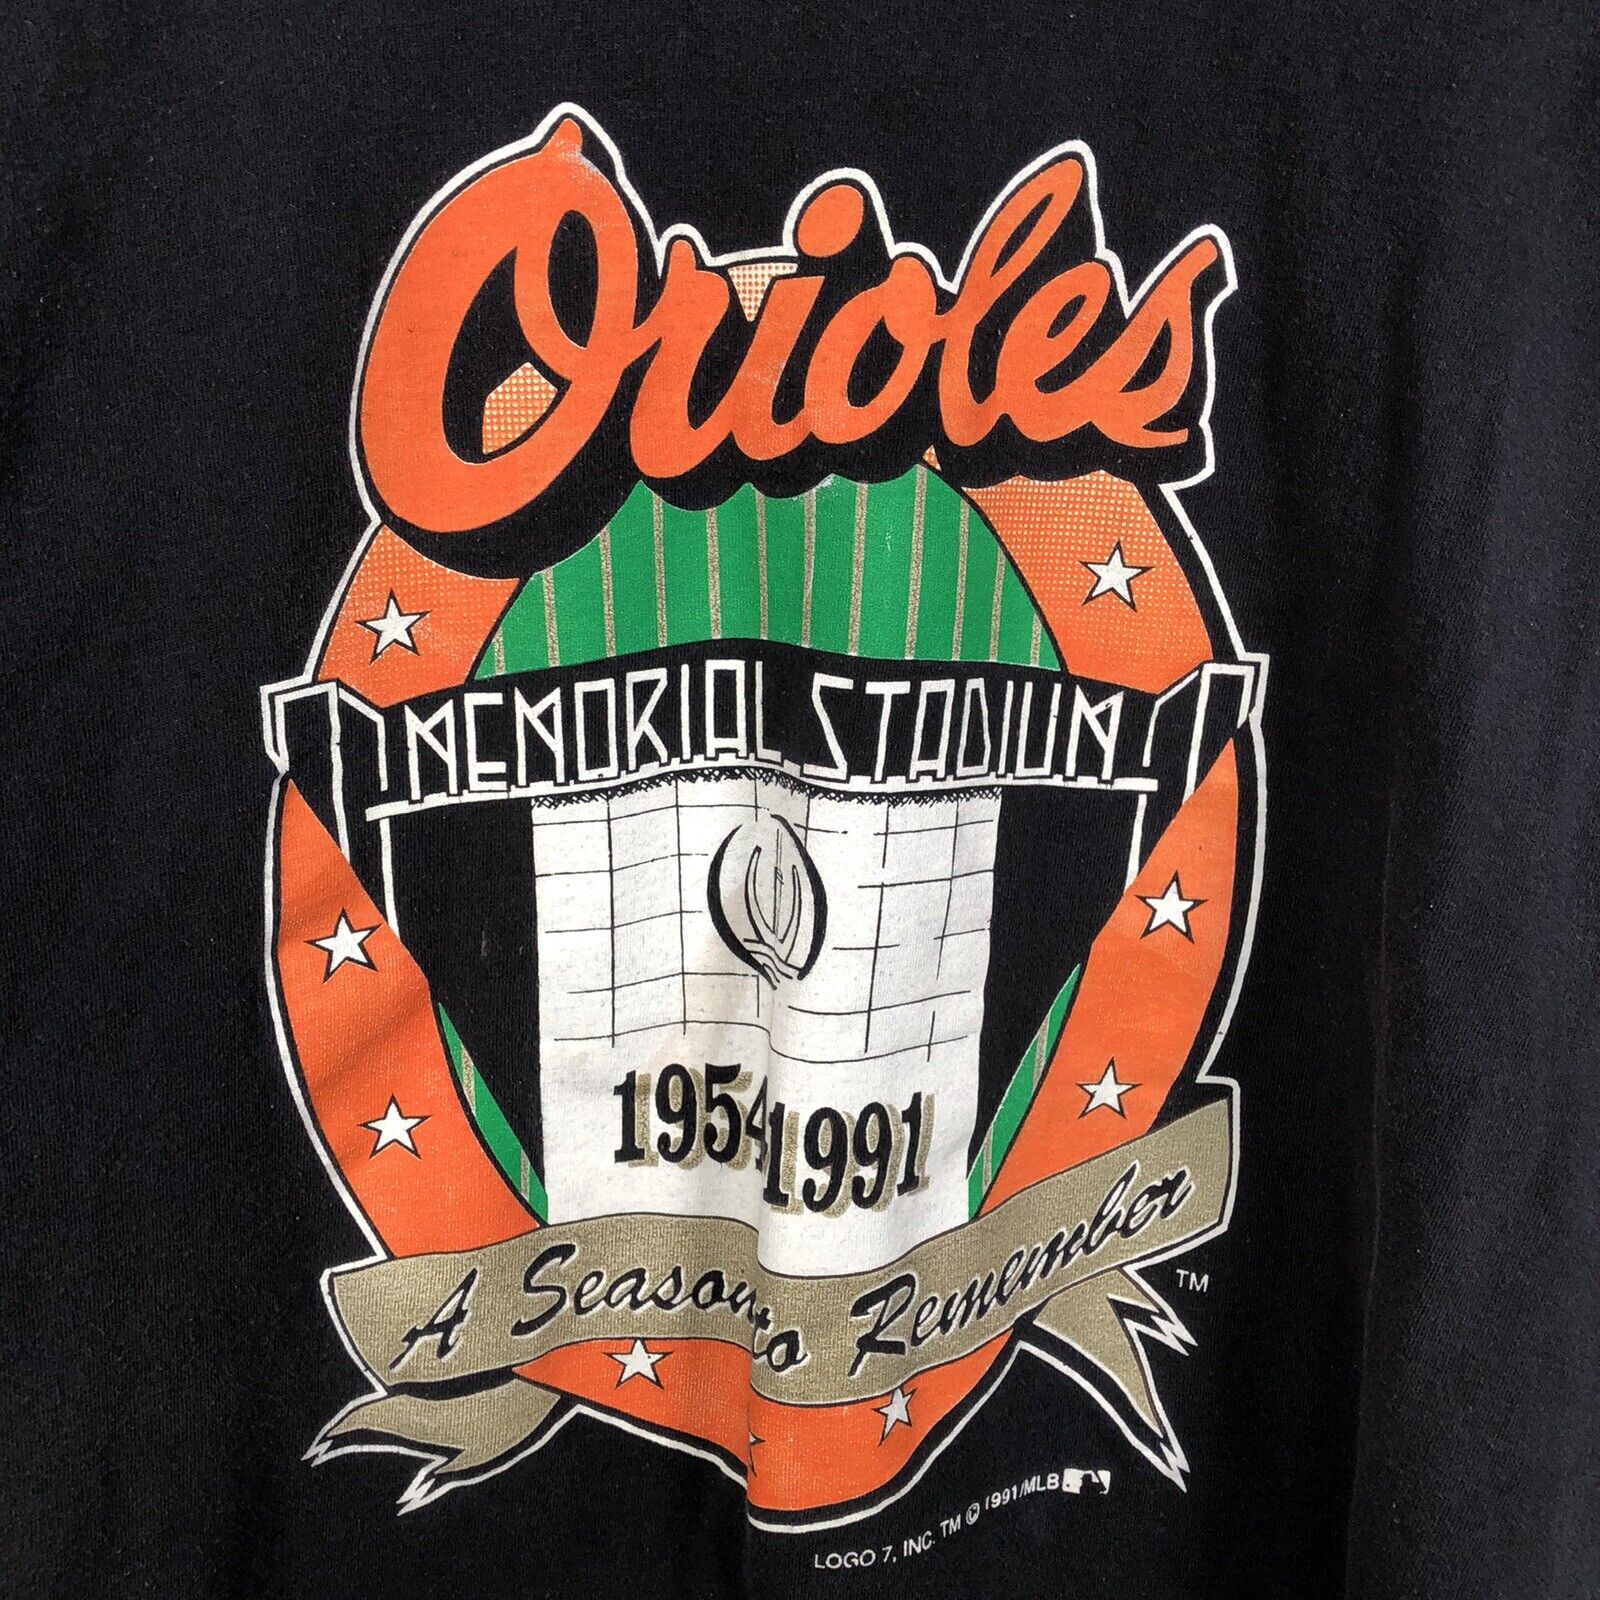 Orioles
MEMORIAL STADIUM
1954 1991
A Season to Remember
TM
LOGO 7, INC. TM © 1991/MLB